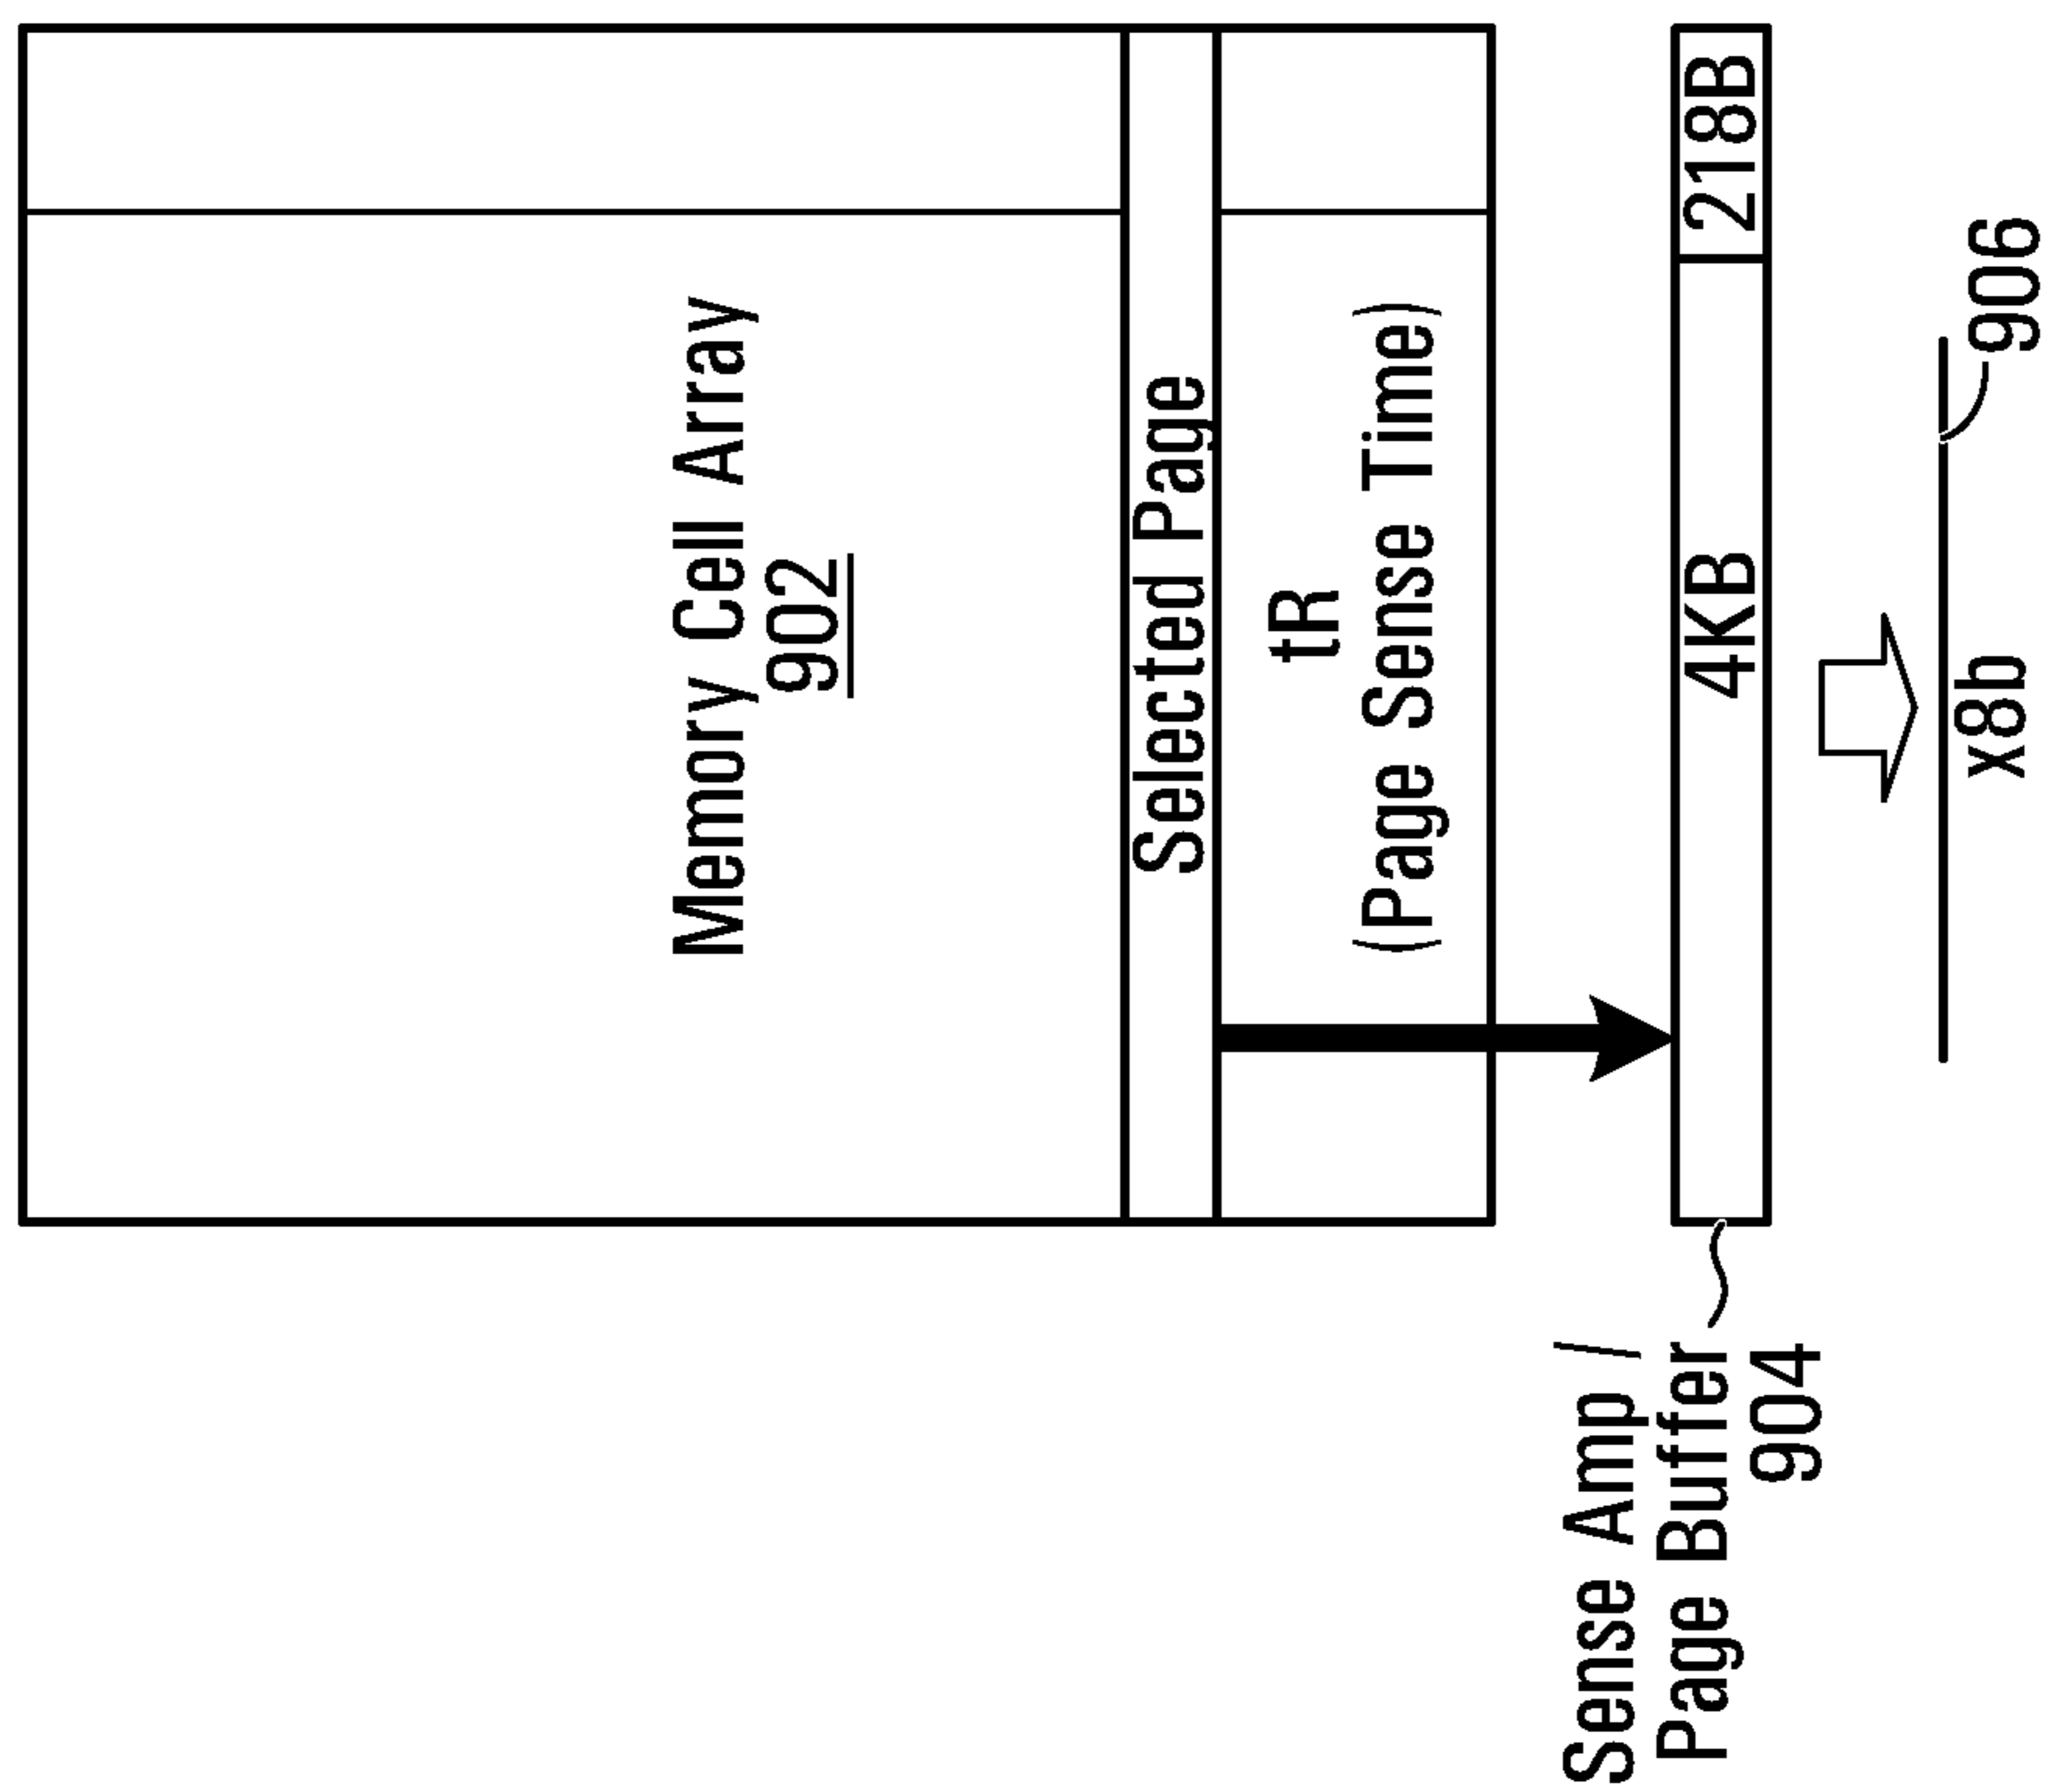 Memory Cell Array
902
Selected Page
tR
(Page Sense Time)
Sense Amp /
Page Buffer
904
4KB
218B
x8b
906